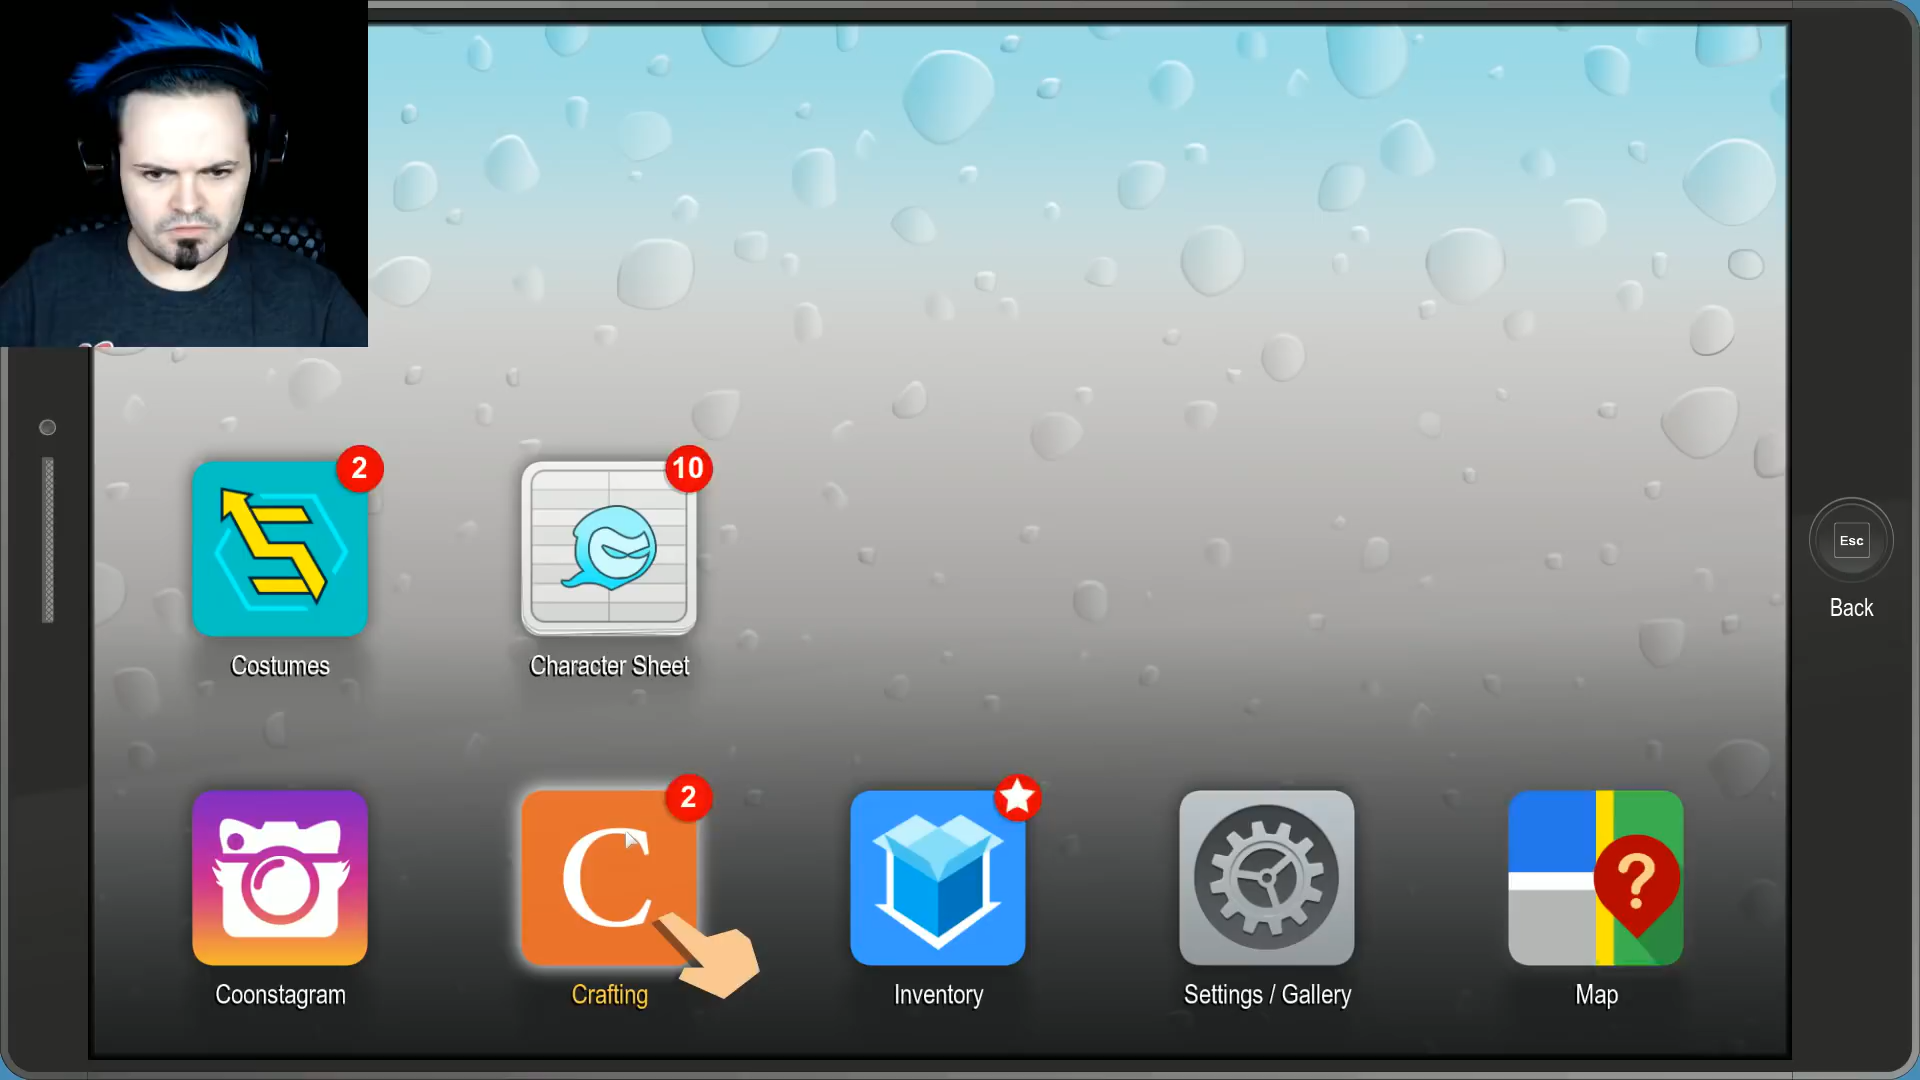 2
10
Costumes
Character Sheet
Esc
Back
2
C
Coonstagram
Crafting
Inventory
Settings / Gallery
?
Map